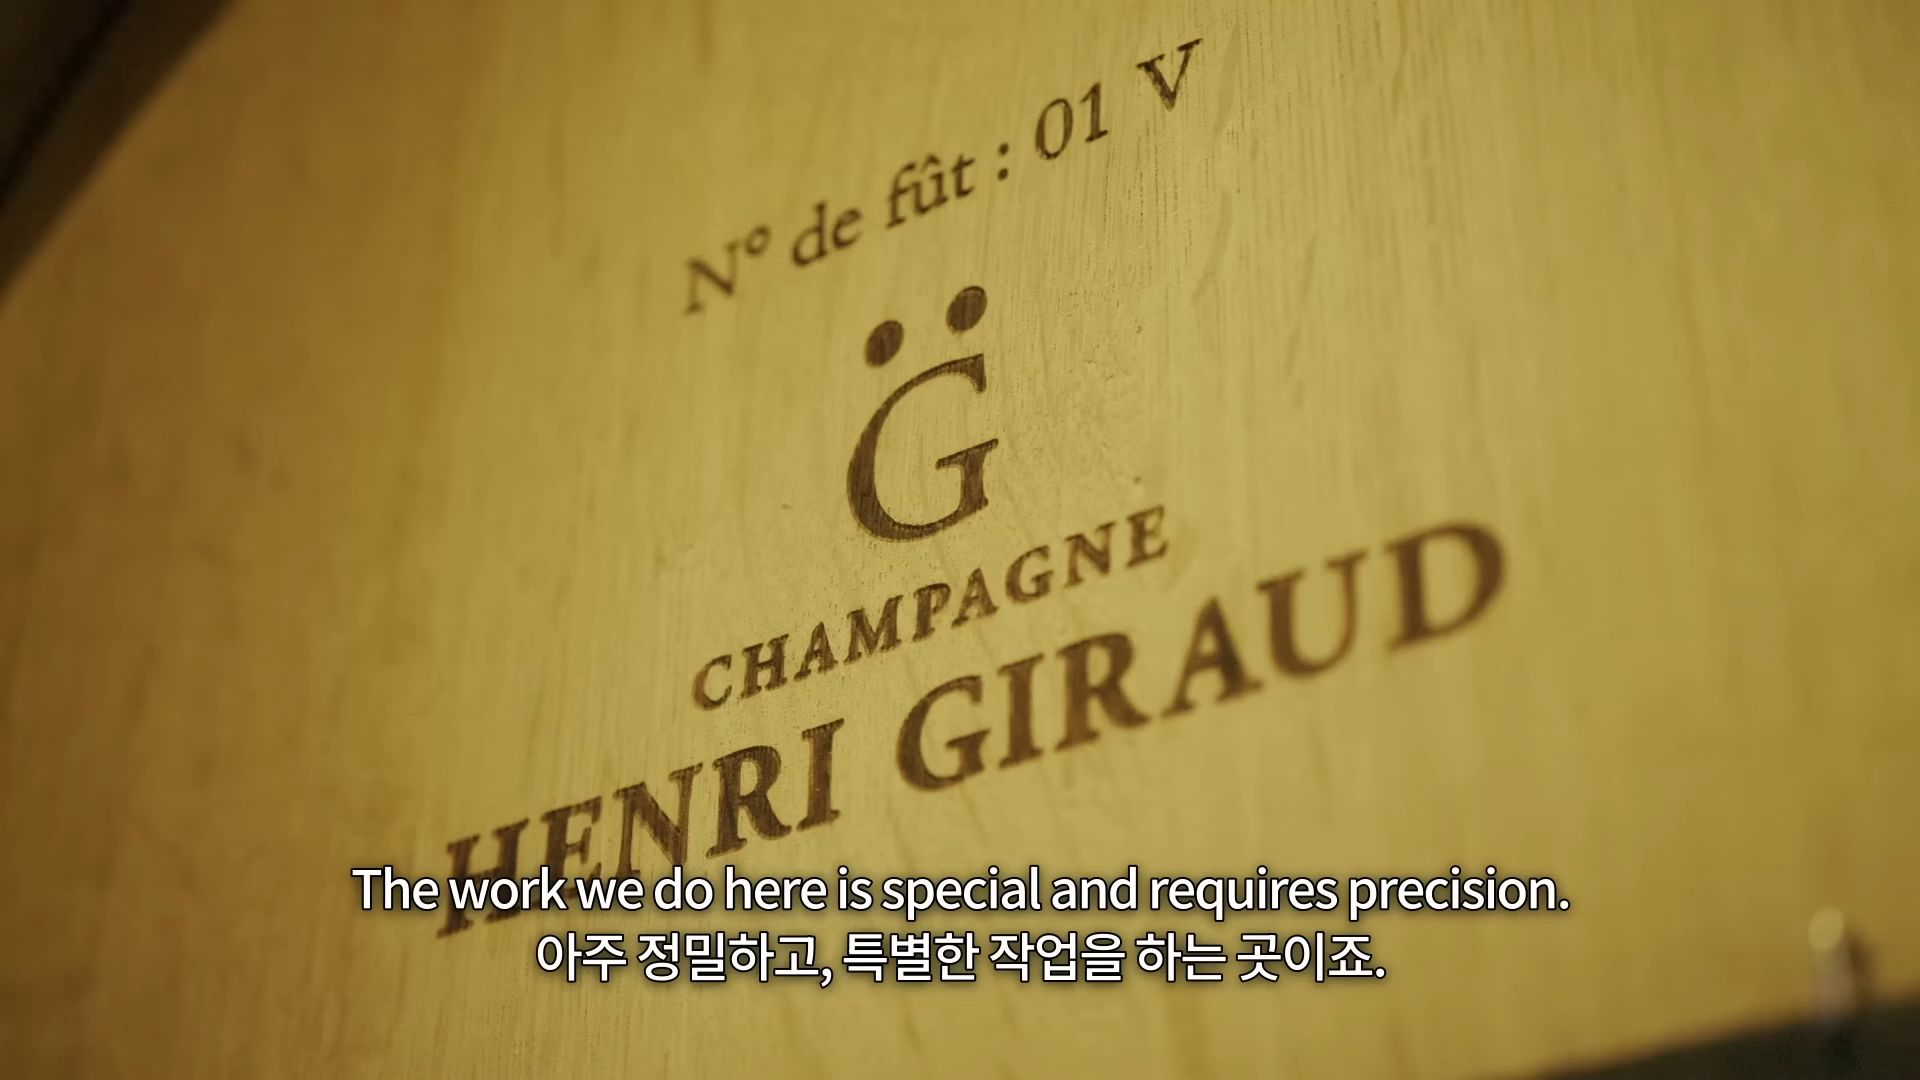 N° de fût : 01 V
G̈
CHAMPAGNE
HENRI GIRAUD
The work we do here is special and requires precision.
아주 정밀하고, 특별한 작업을 하는 곳이죠.